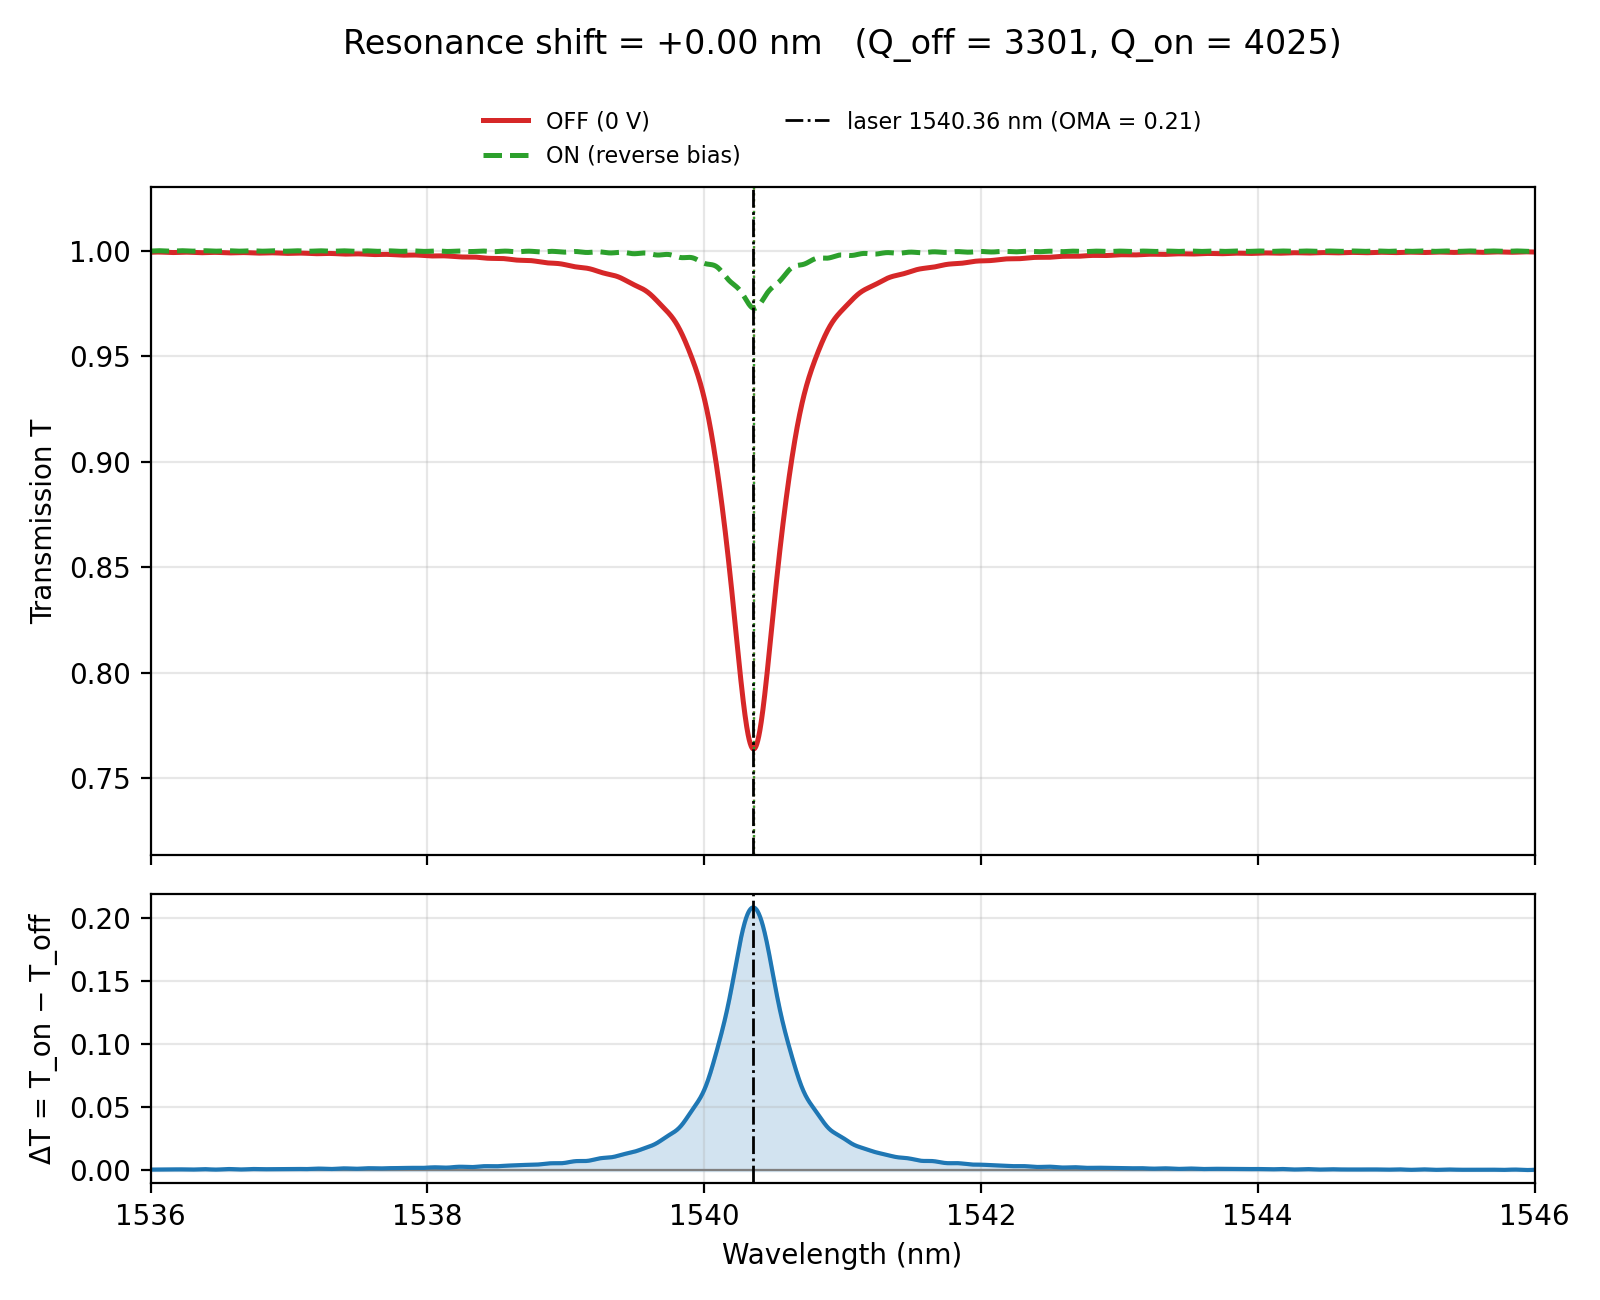 Resonance shift = +0.00 nm   (Q_off = 3301, Q_on = 4025)
OFF (0 V)
ON (reverse bias)
laser 1540.36 nm (OMA = 0.21)
Transmission T
1.00
0.95
0.90
0.85
0.80
0.75
ΔT = T_on − T_off
0.20
0.15
0.10
0.05
0.00
1536 1538 1540 1542 1544 1546
Wavelength (nm)